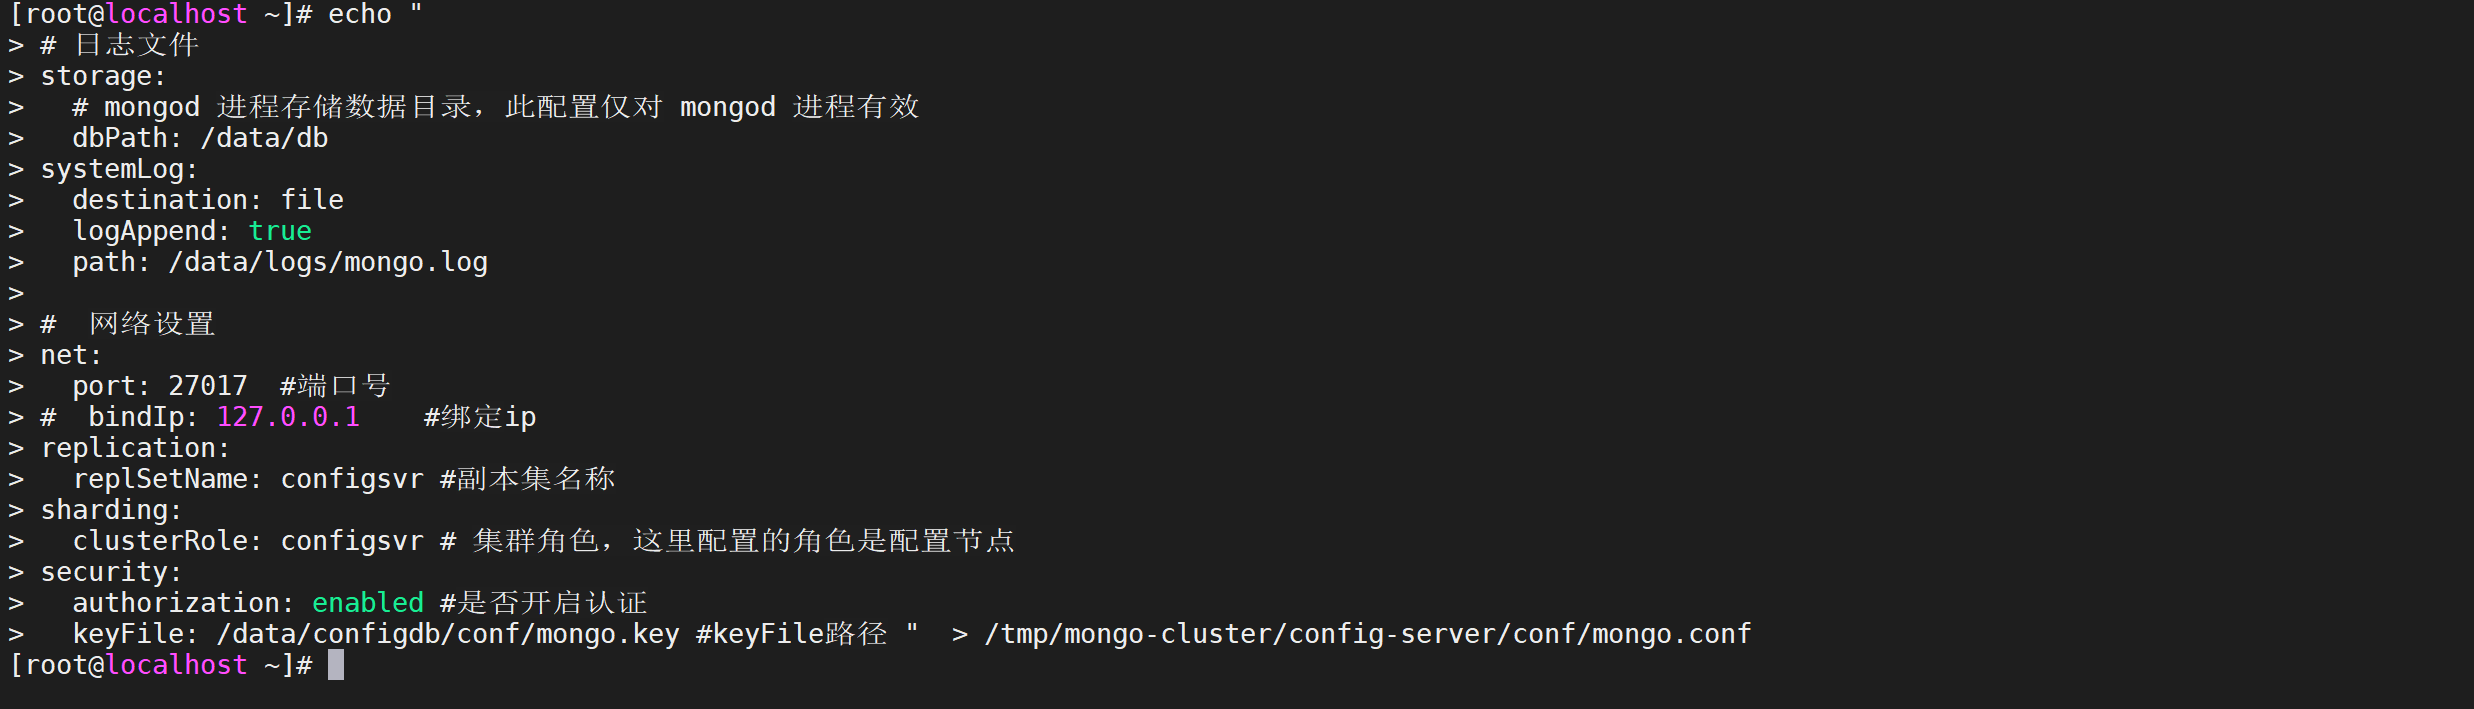 [root@localhost ~]# echo "
> # 日志文件
> storage:
>   # mongod 进程存储数据目录，此配置仅对 mongod 进程有效
>   dbPath: /data/db
> systemLog:
>   destination: file
>   logAppend: true
>   path: /data/logs/mongo.log
>
> #  网络设置
> net:
>   port: 27017  #端口号
> #  bindIp: 127.0.0.1    #绑定ip
> replication:
>   replSetName: configsvr #副本集名称
> sharding:
>   clusterRole: configsvr # 集群角色，这里配置的角色是配置节点
> security:
>   authorization: enabled #是否开启认证
>   keyFile: /data/configdb/conf/mongo.key #keyFile路径 "  > /tmp/mongo-cluster/config-server/conf/mongo.conf
[root@localhost ~]#